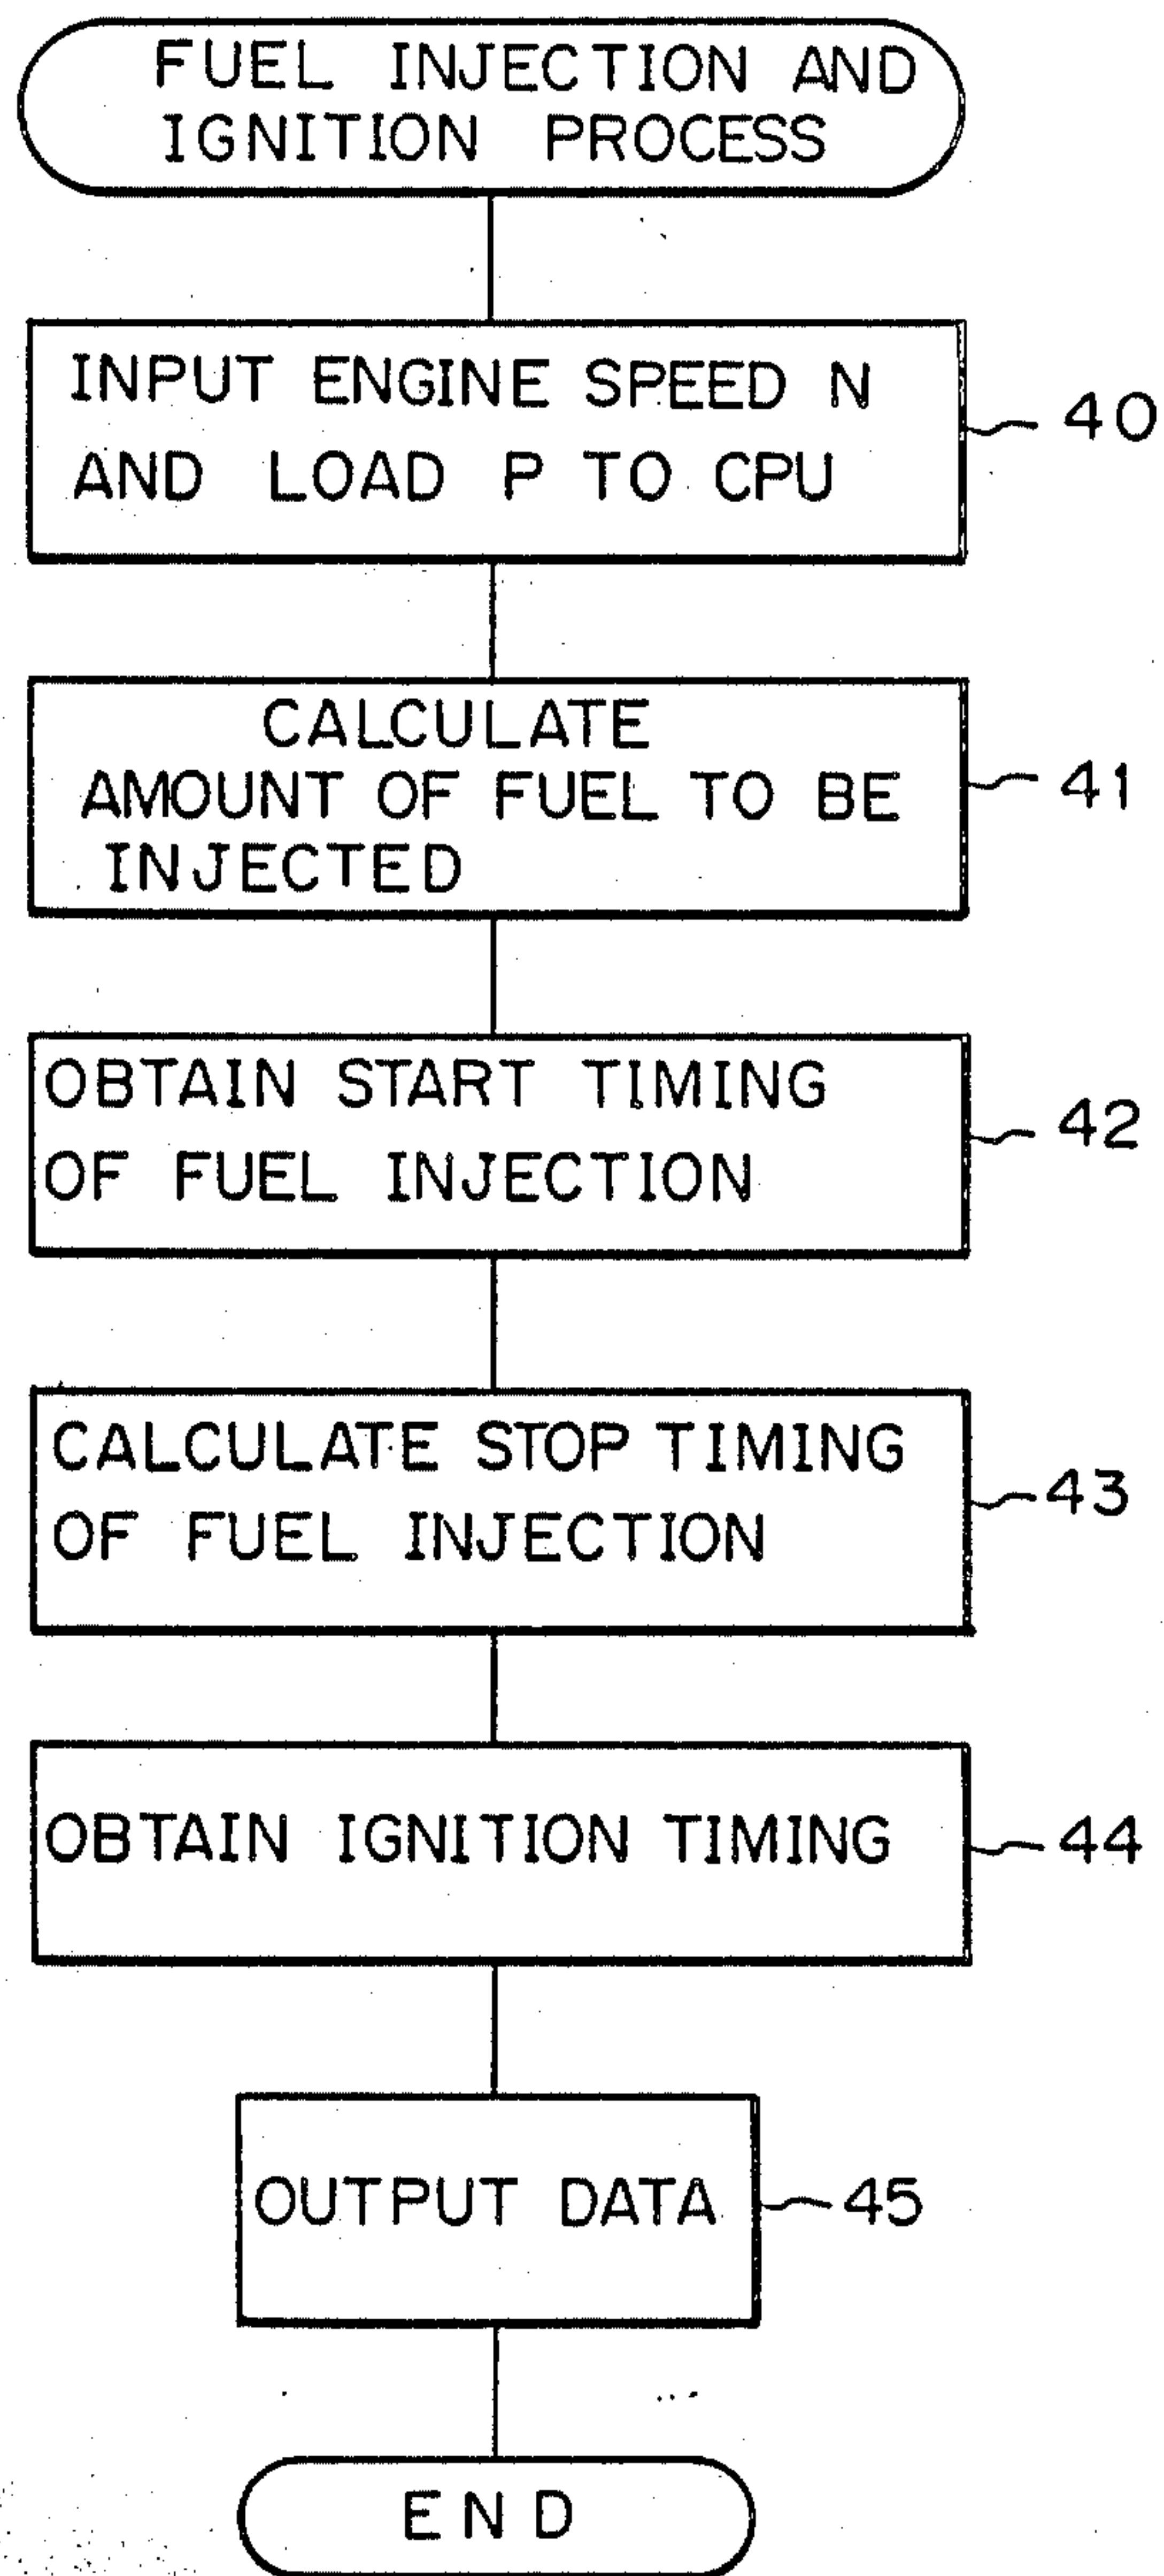 FUEL INJECTION AND
IGNITION PROCESS
INPUT ENGINE SPEED N
AND LOAD P TO CPU
40
CALCULATE
AMOUNT OF FUEL TO BE
INJECTED
41
OBTAIN START TIMING
OF FUEL INJECTION
42
CALCULATE STOP TIMING
OF FUEL INJECTION
43
OBTAIN IGNITION TIMING
44
OUTPUT DATA
45
END